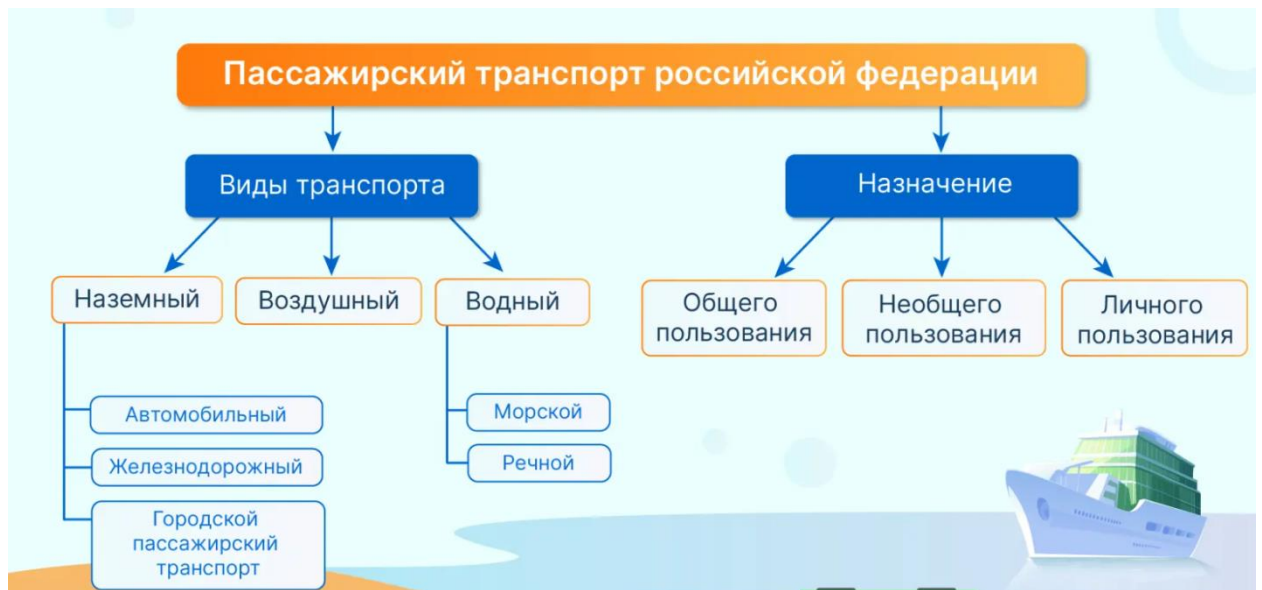 Пассажирский транспорт российской федерации
Виды транспорта
Назначение
Наземный
Воздушный
Водный
Общего
пользования
Необщего
пользования
Личного
пользования
Автомобильный
Железнодорожный
Городской
пассажирский
транспорт
Морской
Речной